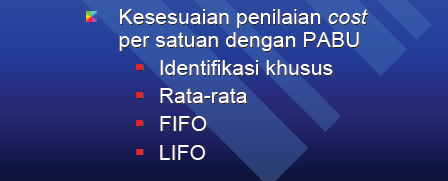 Kesesuaian penilaian cost
per satuan dengan PABU
Identifikasi khusus
Rata-rata
FIFO
LIFO